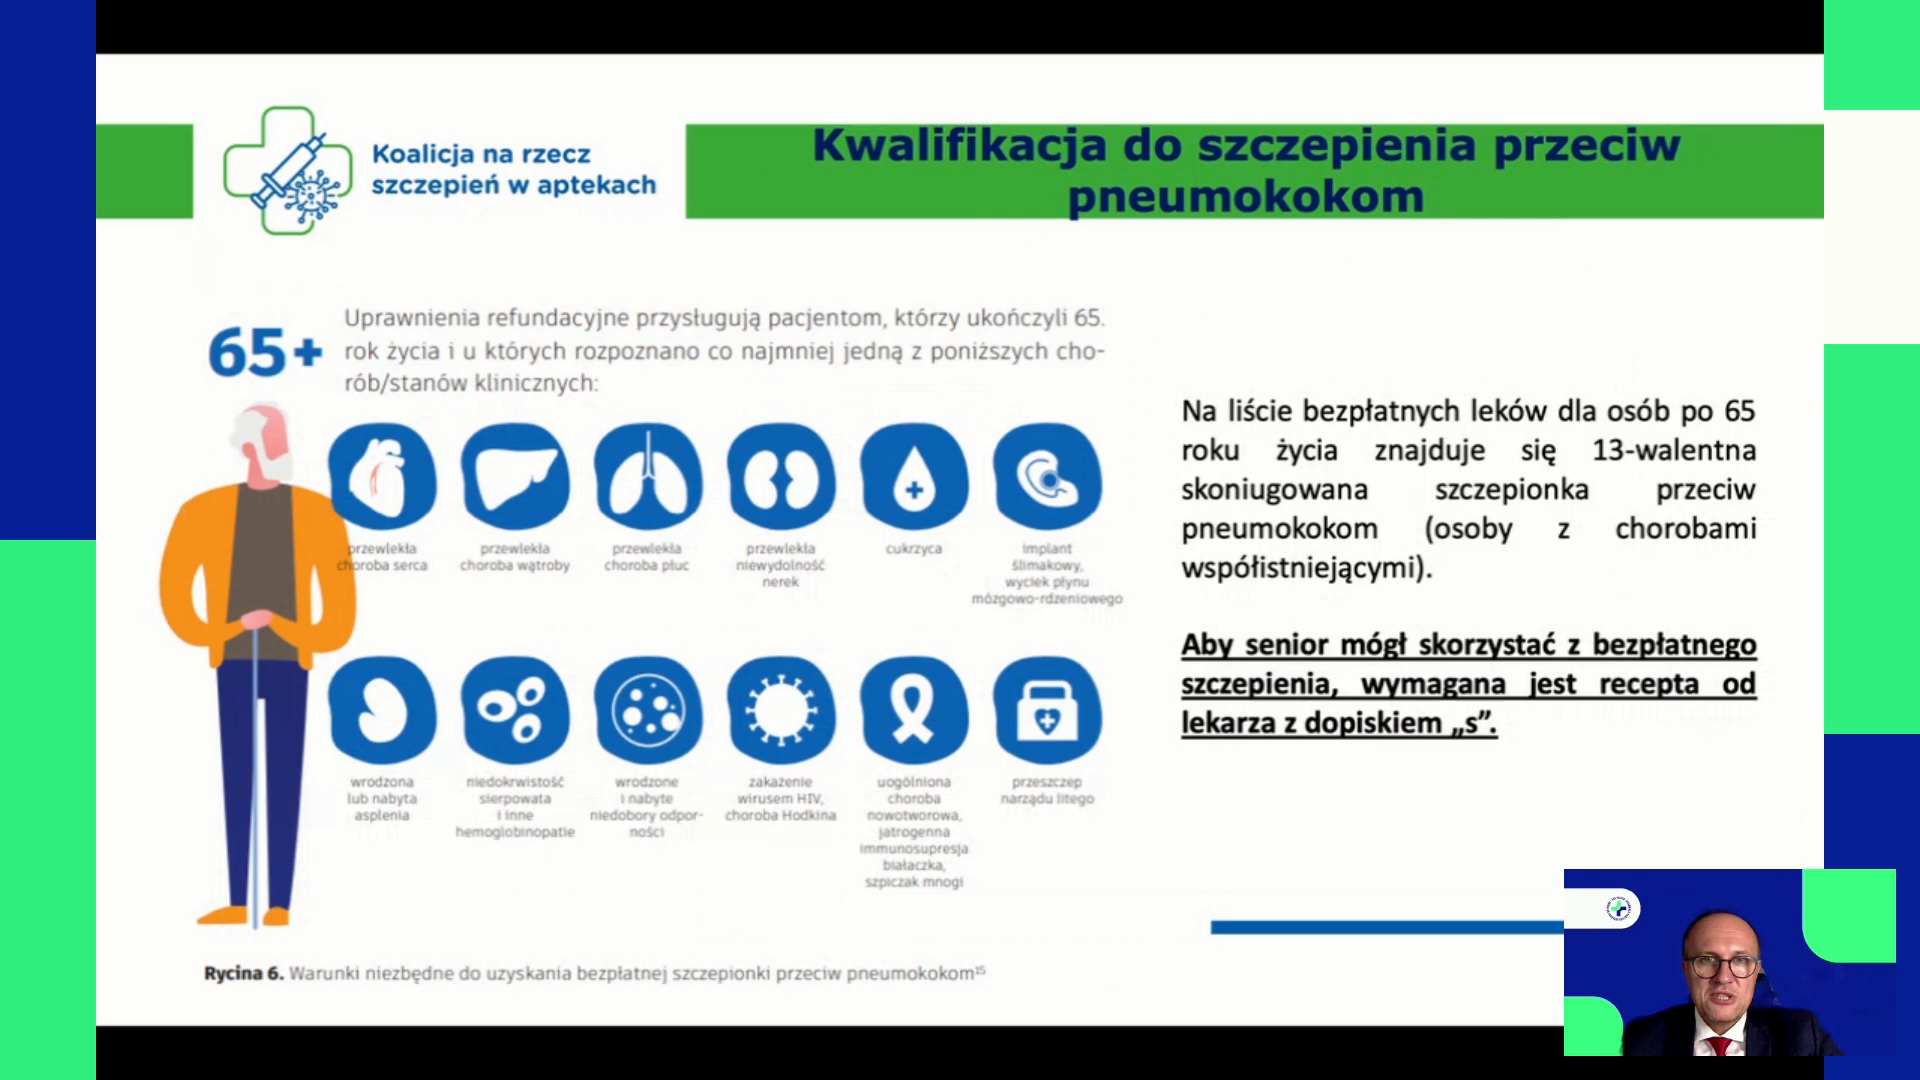 Koalicja na rzecz
szczepień w aptekach
Kwalifikacja do szczepienia przeciw
pneumokokom
65+
Uprawnienia refundacyjne przysługują pacjentom, którzy ukończyli 65.
rok życia i u których rozpoznano co najmniej jedną z poniższych cho-
rób/stanów klinicznych:
przewlekła
choroba serca
przewlekła
choroba wątroby
przewlekła
choroba płuc
przewlekła
niewydolność
nerek
cukrzyca
implant
ślimakowy,
wyciek płynu
mózgowo-rdzeniowego
wrodzona
lub nabyta
asplenia
niedokrwistość
sierpowata
i inne
hemoglobinopatie
wrodzone
i nabyte
niedobory odpor-
ności
zakażenie
wirusem HIV,
choroba Hodkina
uogólniona
choroba
nowotworowa,
jatrogenna
immunosupresja
białaczka,
szpiczak mnogi
przeszczep
narządu litego
Rycina 6. Warunki niezbędne do uzyskania bezpłatnej szczepionki przeciw pneumokokom¹⁵
Na liście bezpłatnych leków dla osób po 65
roku życia znajduje się 13-walentna
skoniugowana szczepionka przeciw
pneumokokom (osoby z chorobami
współistniejącymi).
Aby senior mógł skorzystać z bezpłatnego
szczepienia, wymagana jest recepta od
lekarza z dopiskiem „s”.